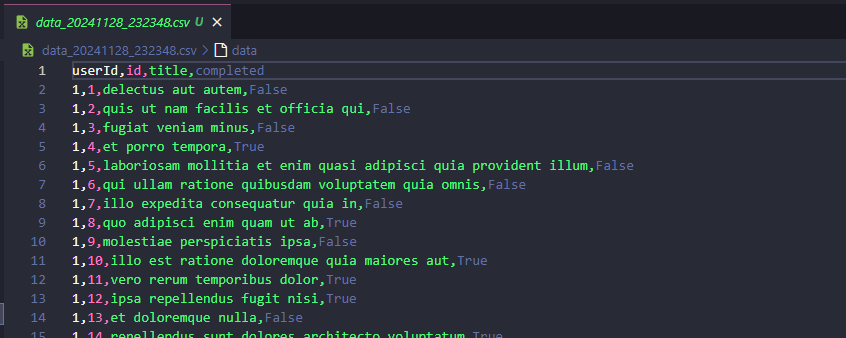 data_20241128_232348.csv U
data_20241128_232348.csv > data
1 userId,id,title,completed
2 1,1,delectus aut autem,False
3 1,2,quis ut nam facilis et officia qui,False
4 1,3,fugiat veniam minus,False
5 1,4,et porro tempora,True
6 1,5,laboriosam mollitia et enim quasi adipisci quia provident illum,False
7 1,6,qui ullam ratione quibusdam voluptatem quia omnis,False
8 1,7,illo expedita consequatur quia in,False
9 1,8,quo adipisci enim quam ut ab,True
10 1,9,molestiae perspiciatis ipsa,False
11 1,10,illo est ratione doloremque quia maiores aut,True
12 1,11,vero rerum temporibus dolor,True
13 1,12,ipsa repellendus fugit nisi,True
14 1,13,et doloremque nulla,False
15 1,14,repellendus sunt dolores architecto voluptatum,True